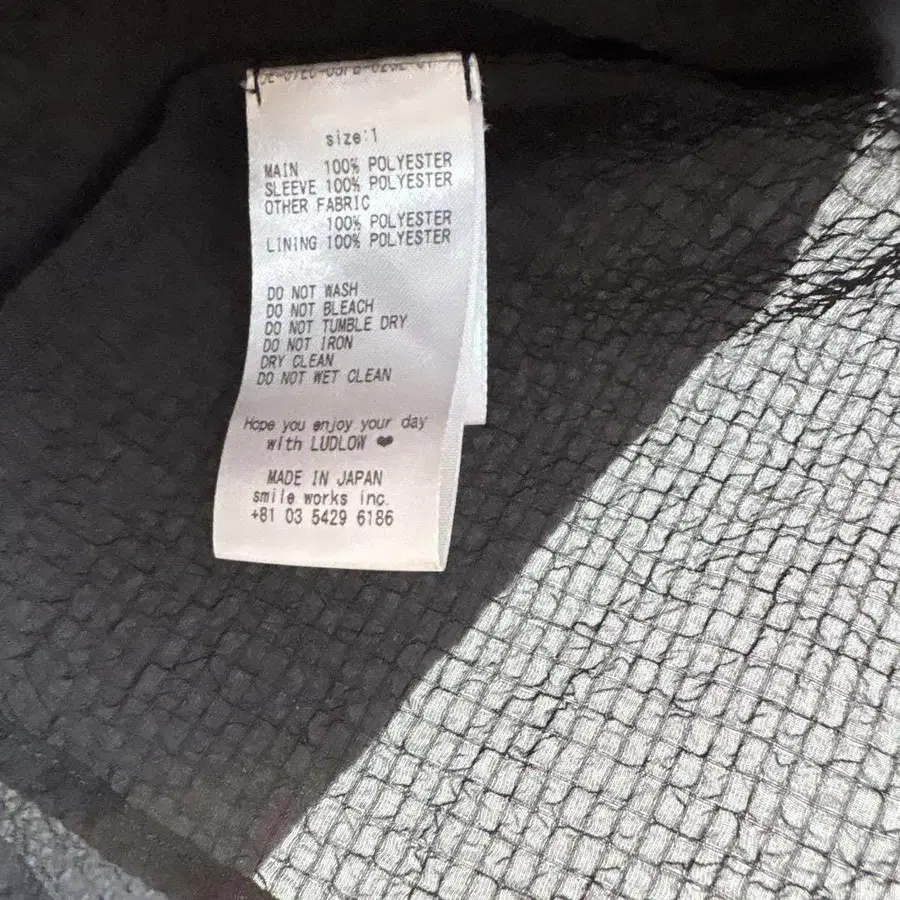 size:1
MAIN 100% POLYESTER
SLEEVE 100% POLYESTER
OTHER FABRIC
100% POLYESTER
LINING 100% POLYESTER
DO NOT WASH
DO NOT BLEACH
DO NOT TUMBLE DRY
DO NOT IRON
DRY CLEAN
DO NOT WET CLEAN
Hope you enjoy your day
with LUDLOW ❤
MADE IN JAPAN
smile works inc.
+81 03 5429 6186